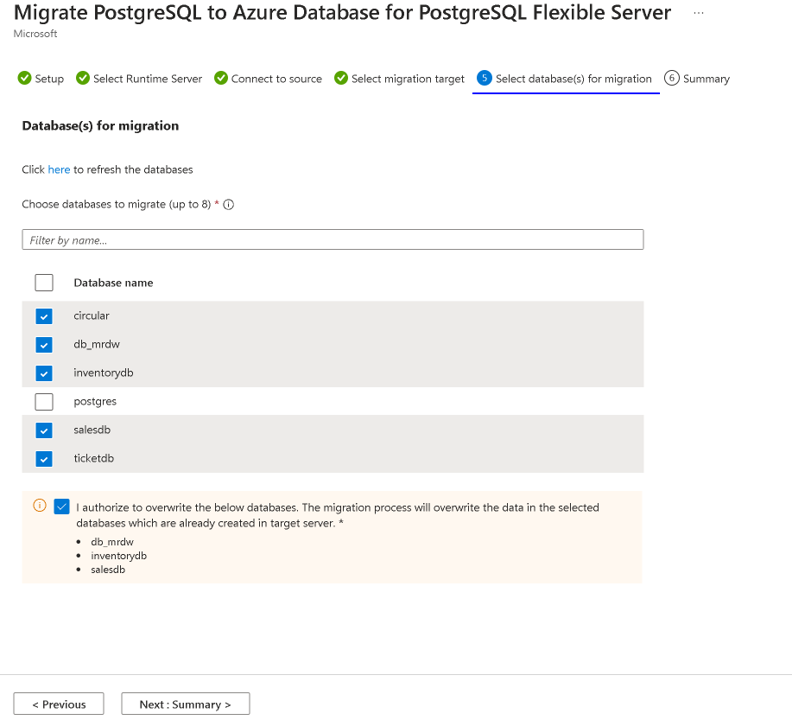 Migrate PostgreSQL to Azure Database for PostgreSQL Flexible Server ...
Microsoft
Setup Select Runtime Server Connect to source Select migration target 5 Select database(s) for migration 6 Summary
Database(s) for migration
Click here to refresh the databases
Choose databases to migrate (up to 8) *
Filter by name...
Database name
circular
db_mrdw
inventorydb
postgres
salesdb
ticketdb
I authorize to overwrite the below databases. The migration process will overwrite the data in the selected
databases which are already created in target server. *
• db_mrdw
• inventorydb
• salesdb
< Previous Next : Summary >